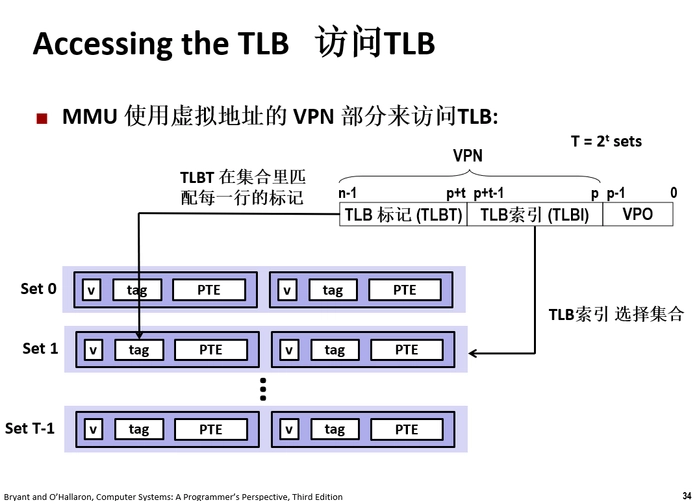 Accessing the TLB 访问TLB
MMU 使用虚拟地址的 VPN 部分来访问TLB:
T = 2ᵗ sets
VPN
TLBT 在集合里匹
配每一行的标记
n-1 p+t p+t-1 p p-1 0
TLB 标记 (TLBT) TLB索引 (TLBI) VPO
Set 0 v tag PTE v tag PTE
TLB索引 选择集合
Set 1 v tag PTE v tag PTE
Set T-1 v tag PTE v tag PTE
Bryant and O'Hallaron, Computer Systems: A Programmer's Perspective, Third Edition
34